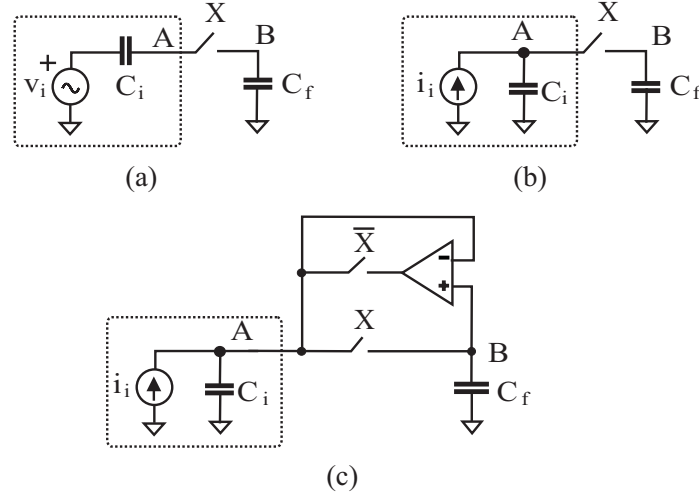 X
X
A
B
A
B
+
v_i
C_i
C_f
i_i
C_i
C_f
(a)
(b)
X̅
-
+
X
A
B
i_i
C_i
C_f
(c)